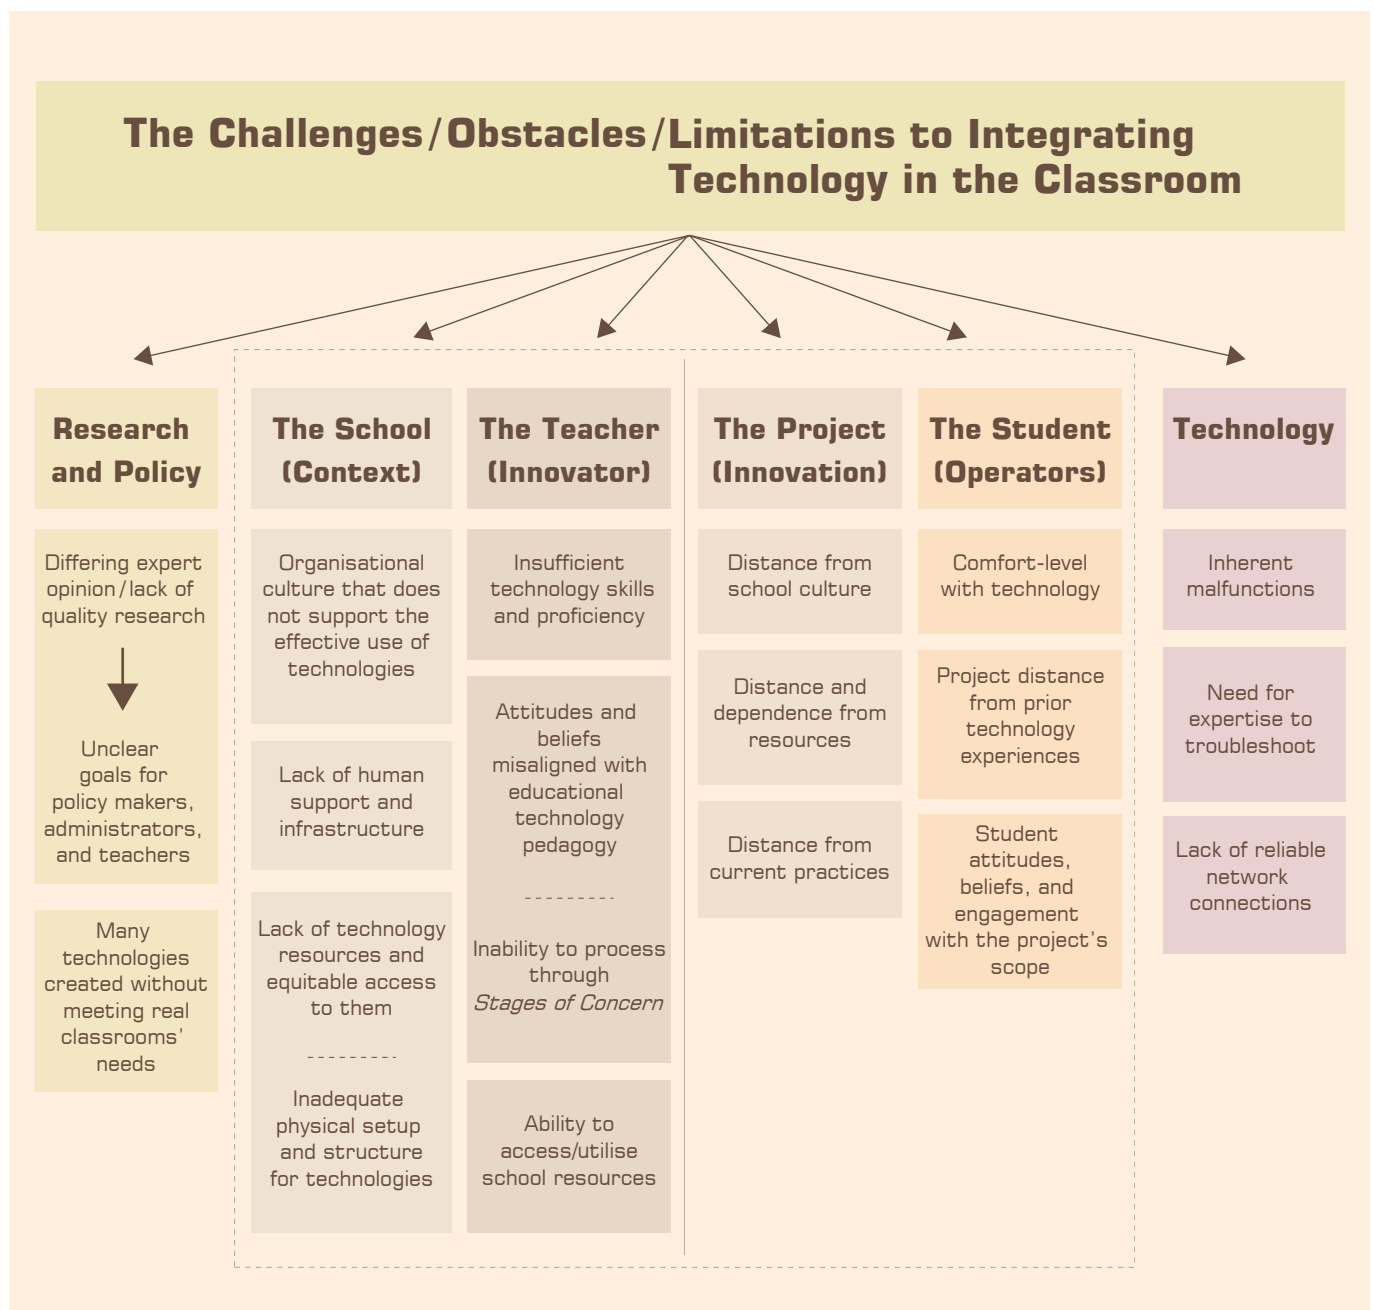 The Challenges/Obstacles/Limitations to Integrating
Technology in the Classroom
Research
and Policy
Differing expert
opinion/lack of
quality research
Unclear
goals for
policy makers,
administrators,
and teachers
Many
technologies
created without
meeting real
classrooms'
needs
The School
(Context)
Organisational
culture that does
not support the
effective use of
technologies
Lack of human
support and
infrastructure
Lack of technology
resources and
equitable access
to them
Inadequate
physical setup
and structure
for technologies
The Teacher
(Innovator)
Insufficient
technology skills
and proficiency
Attitudes and
beliefs
misaligned with
educational
technology
pedagogy
Inability to process
through
Stages of Concern
Ability to
access/utilise
school resources
The Project
(Innovation)
Distance from
school culture
Distance and
dependence from
resources
Distance from
current practices
The Student
(Operators)
Comfort-level
with technology
Project distance
from prior
technology
experiences
Student
attitudes,
beliefs, and
engagement
with the project's
scope
Technology
Inherent
malfunctions
Need for
expertise to
troubleshoot
Lack of reliable
network
connections